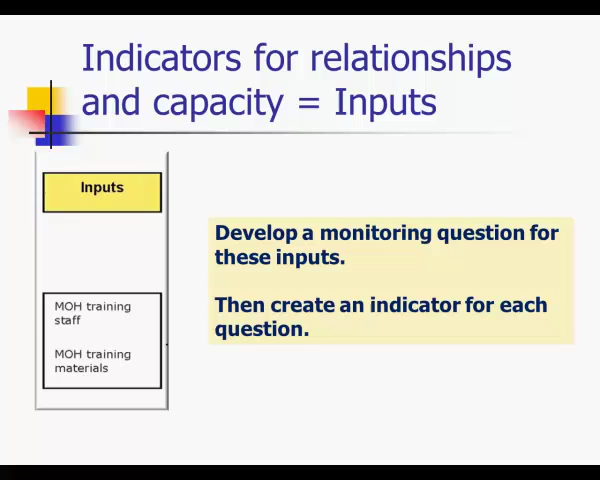 Indicators for relationships
and capacity = Inputs
Inputs
MOH training
staff
MOH training
materials
Develop a monitoring question for
these inputs.
Then create an indicator for each
question.